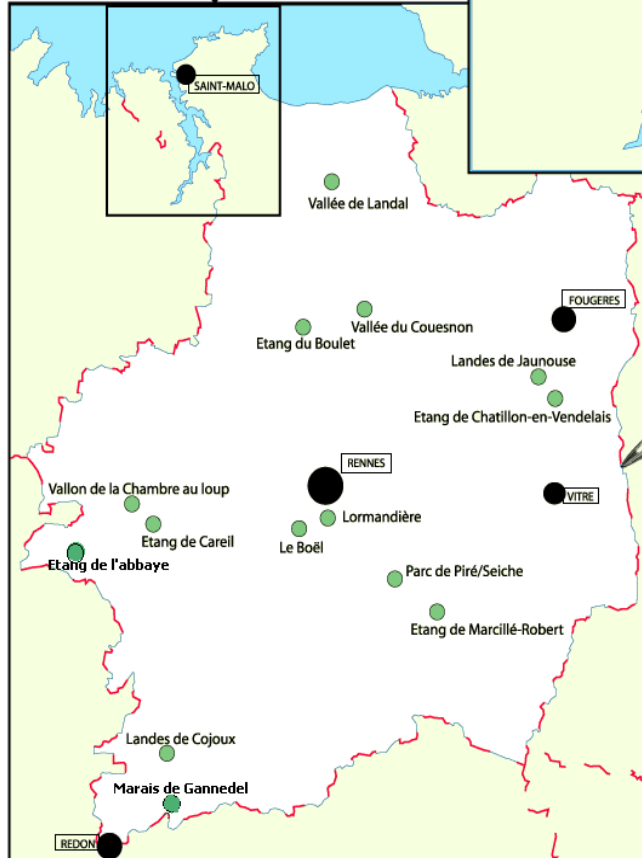 SAINT-MALO
Vallée de Landal
FOUGERES
Vallée du Couesnon
Etang du Boulet
Landes de Jaunouse
Etang de Chatillon-en-Vendelais
RENNES
Vallon de la Chambre au loup
VITRE
Lormandière
Etang de Careil
Le Boël
Etang de l'abbaye
Parc de Piré/Seiche
Etang de Marcillé-Robert
Landes de Cojoux
Marais de Gannedel
REDON